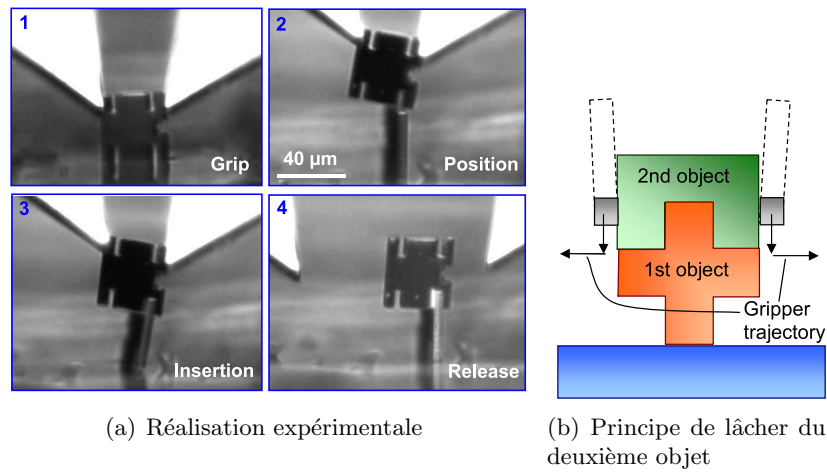 1
Grip
2
40 µm
Position
3
Insertion
4
Release
2nd object
1st object
Gripper
trajectory
(a) Réalisation expérimentale
(b) Principe de lâcher du
deuxième objet